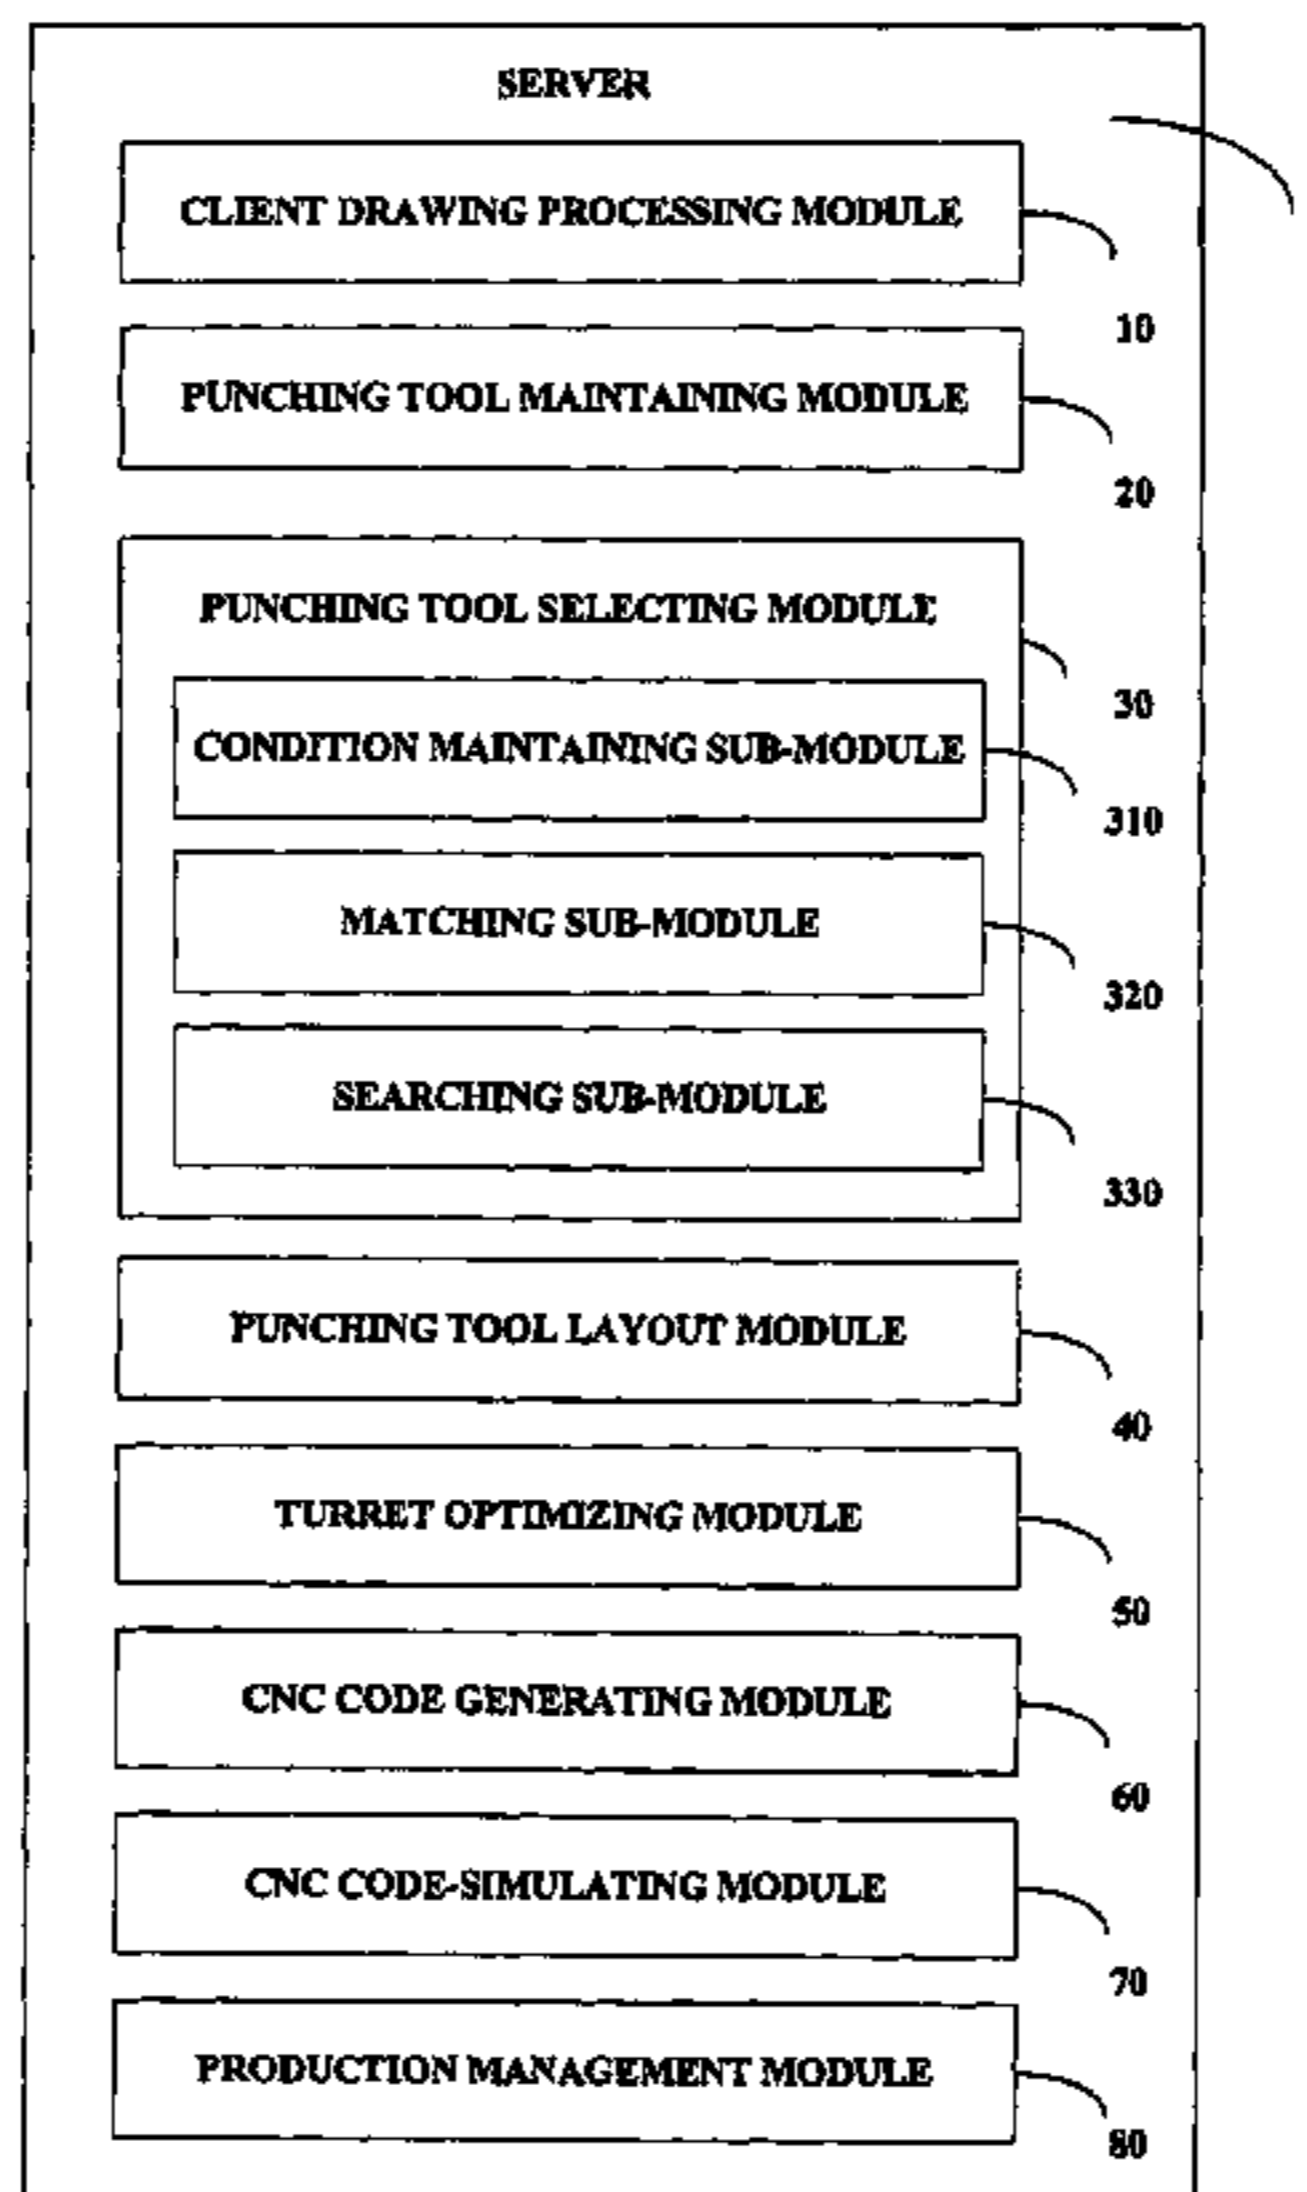 SERVER
CLIENT DRAWING PROCESSING MODULE
10
PUNCHING TOOL MAINTAINING MODULE
20
PUNCHING TOOL SELECTING MODULE
30
CONDITION MAINTAINING SUB-MODULE
310
MATCHING SUB-MODULE
320
SEARCHING SUB-MODULE
330
PUNCHING TOOL LAYOUT MODULE
40
TURRET OPTIMIZING MODULE
50
CNC CODE GENERATING MODULE
60
CNC CODE-SIMULATING MODULE
70
PRODUCTION MANAGEMENT MODULE
80